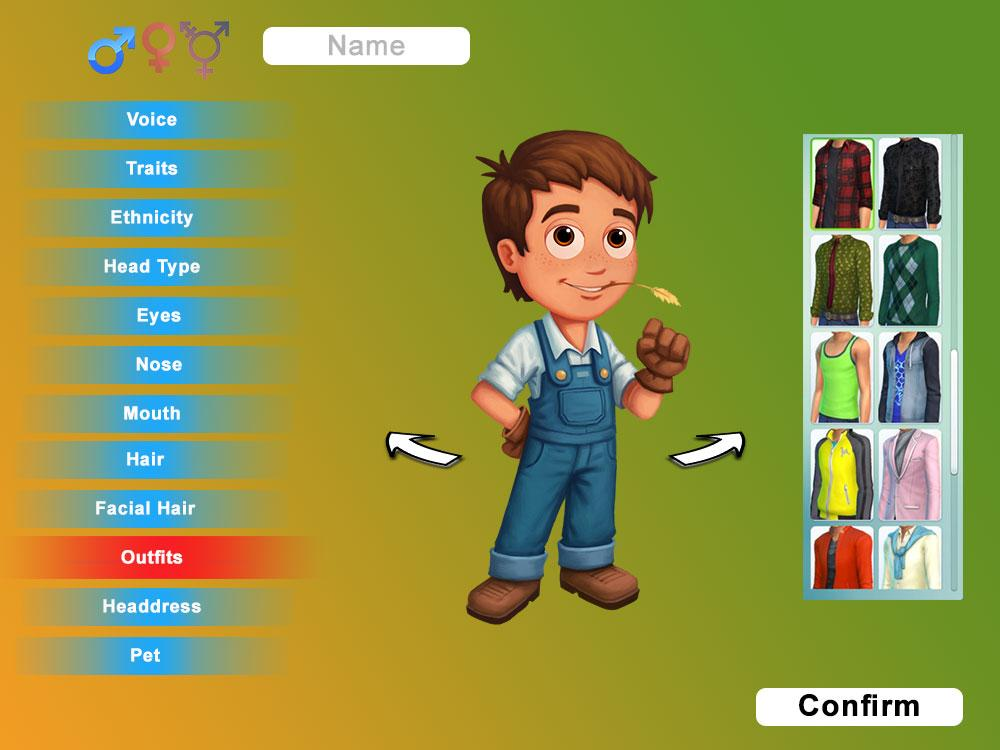 Name
Voice
Traits
Ethnicity
Head Type
Eyes
Nose
Mouth
Hair
Facial Hair
Outfits
Headdress
Pet
Confirm